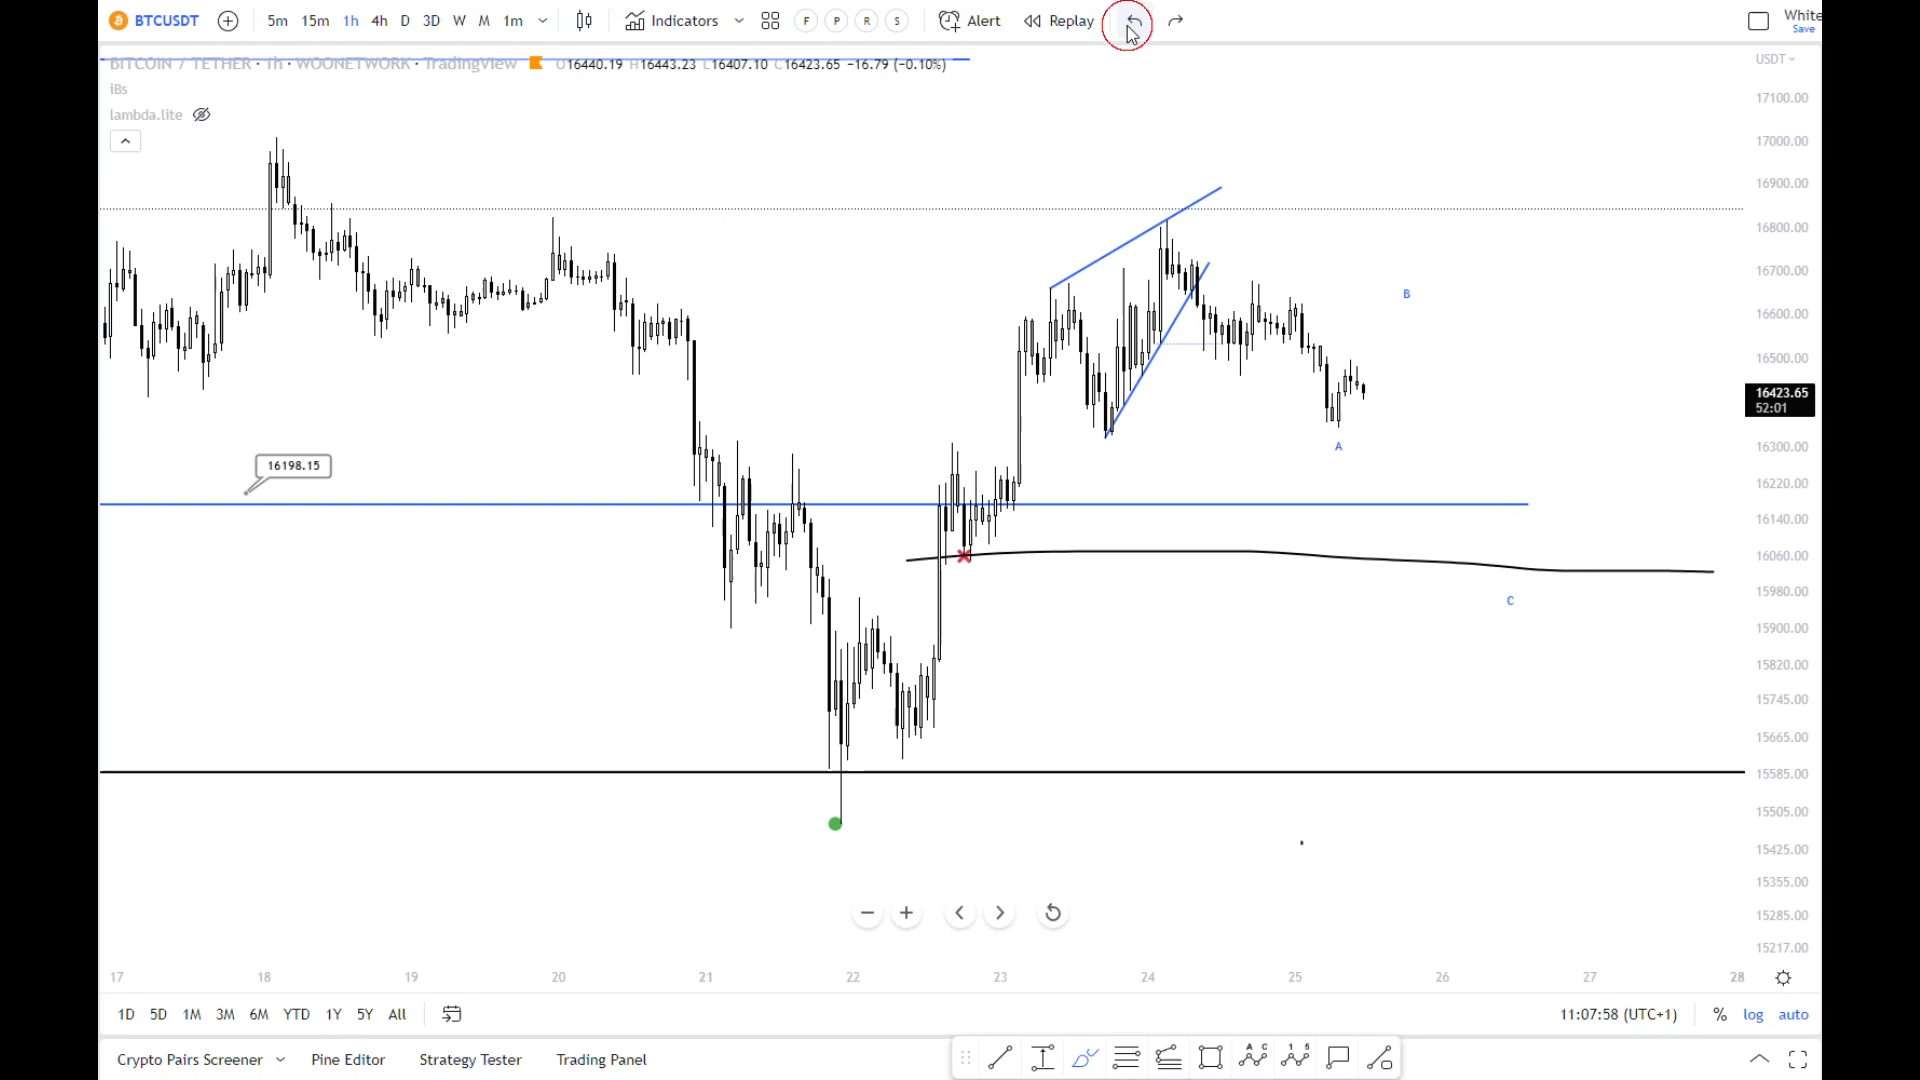 BTCUSDT 5m 15m 1h 4h D 3D W M 1m Indicators F P R S Alert Replay White
Save
BITCOIN / TETHER · 1h · WOONETWORK · TradingView O16440.19 H16443.23 L16407.10 C16423.65 −16.79 (−0.10%)
USDT
iBs
lambda.lite
17100.00
17000.00
16900.00
16800.00
16700.00
16600.00
16500.00
16423.65
52:01
16300.00
16220.00
16140.00
16060.00
15980.00
15900.00
15820.00
15745.00
15665.00
15585.00
15505.00
15425.00
15355.00
15285.00
15217.00
B
A
16198.15
C
17 18 19 20 21 22 23 24 25 26 27 28
1D 5D 1M 3M 6M YTD 1Y 5Y All 11:07:58 (UTC+1) % log auto
Crypto Pairs Screener Pine Editor Strategy Tester Trading Panel